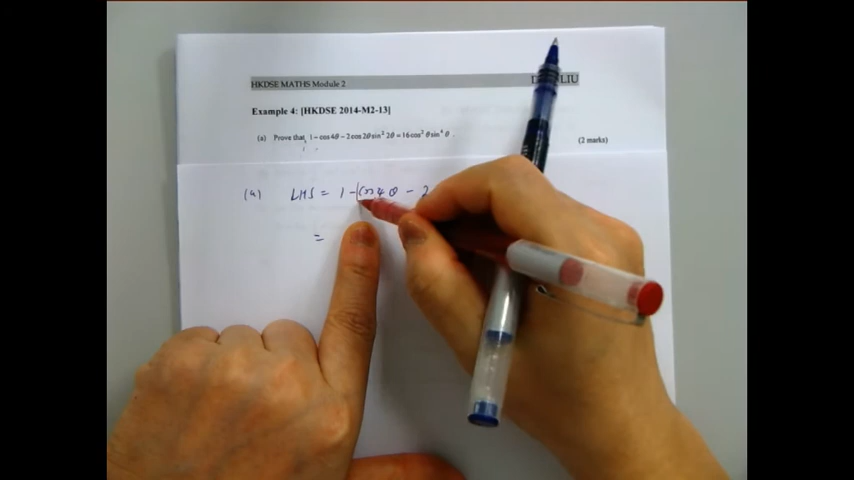 HKDSE MATHS Module 2 LIU
Example 4: [HKDSE 2014-M2-13]
(a) Prove that 1 − cos 4θ − 2 cos 2θ sin² 2θ = 16 cos² θ sin⁴ θ . (2 marks)
(a) LHS = 1 - cos 4θ - 2
=